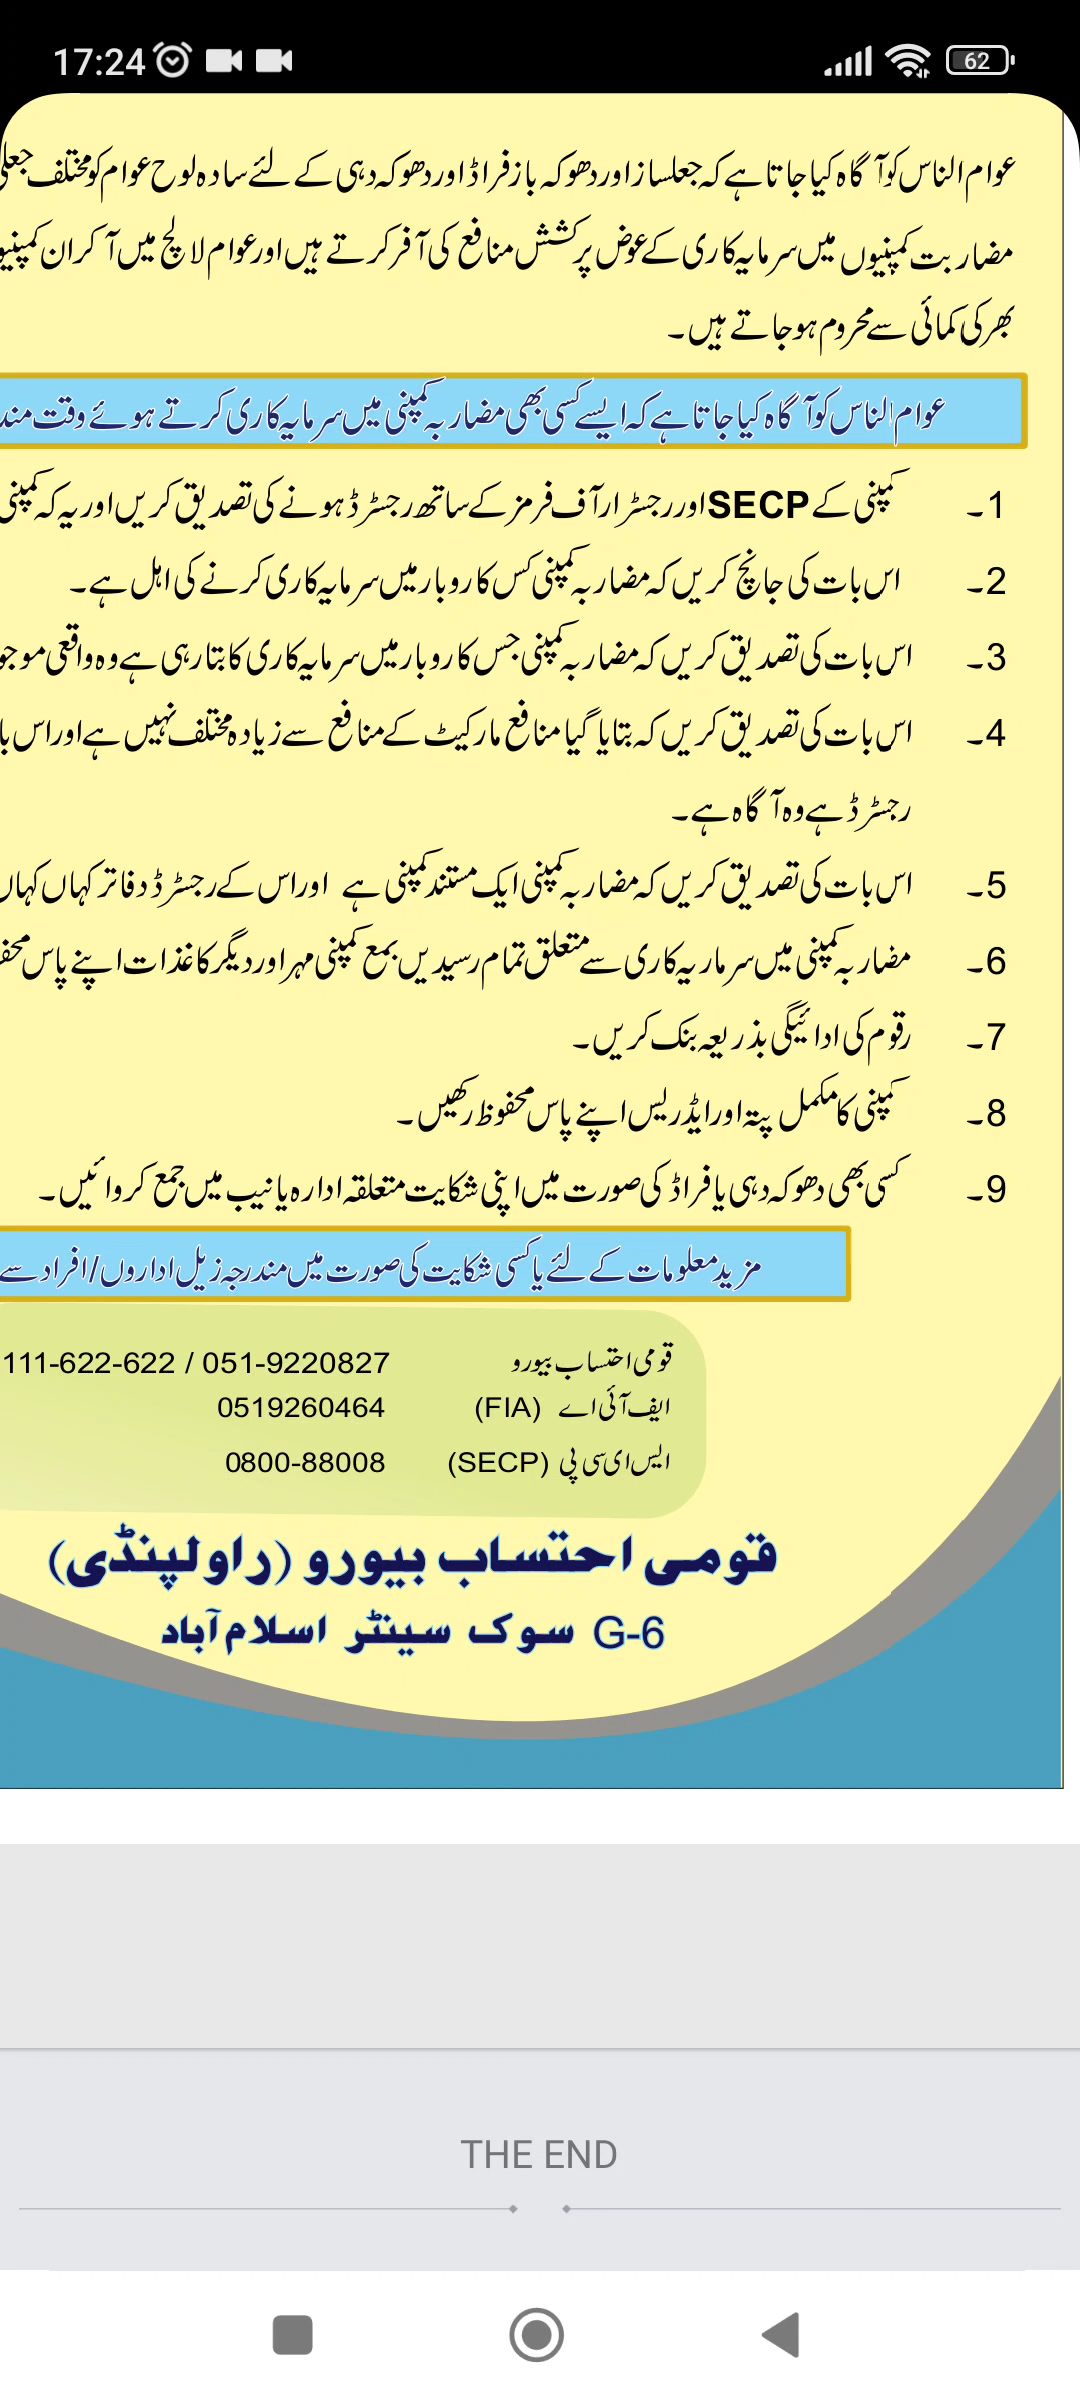 17:24
62
عوام الناس کو آگاہ کیا جاتا ہے کہ جعلساز اور دھوکہ باز فراڈ اور دھوکہ دہی کے لئے سادہ لوح عوام کو مختلف جعلی
مضاربت کمپنیوں میں سرمایہ کاری کے عوض پرکشش منافع کی آفر کرتے ہیں اور عوام لالچ میں آ کر ان
بھر کی کمائی سے محروم ہو جاتے ہیں۔
عوام الناس کو آگاہ کیا جاتا ہے کہ ایسے کسی بھی مضاربہ کمپنی میں سرمایہ کاری کرتے ہوئے وقت
1۔ کمپنی کے SECP اور رجسٹرار آف فرمز کے ساتھ رجسٹرڈ ہونے کی تصدیق کریں اور یہ کہ کمپنی
2۔ اس بات کی جانچ کریں کہ مضاربہ کمپنی کس کاروبار میں سرمایہ کاری کرنے کی اہل ہے۔
3۔ اس بات کی تصدیق کریں کہ مضاربہ کمپنی جس کاروبار میں سرمایہ کاری کا بتا رہی ہے وہ واقعی
4۔ اس بات کی تصدیق کریں کہ بتایا گیا منافع مارکیٹ کے منافع سے زیادہ مختلف نہیں ہے اور اس
رجسٹرڈ ہے وہ آگاہ ہے۔
5۔ اس بات کی تصدیق کریں کہ مضاربہ کمپنی ایک مستند کمپنی ہے اور اس کے رجسٹرڈ دفاتر کہاں کہاں
6۔ مضاربہ کمپنی میں سرماریہ کاری سے متعلق تمام رسیدیں بمع کمپنی مہر اور دیگر کاغذات اپنے پاس
7۔ رقوم کی ادائیگی بذریعہ بنک کریں۔
8۔ کمپنی کا مکمل پتہ اور ایڈریس اپنے پاس محفوظ رکھیں۔
9۔ کسی بھی دھوکہ دہی یا فراڈ کی صورت میں اپنی شکایت متعلقہ ادارہ یا نیب میں جمع کروائیں۔
مزید معلومات کے لئے یا کسی شکایت کی صورت میں مندرجہ زیل اداروں/افراد سے
قومی احتساب بیورو 111-622-622 / 051-9220827
ایف آئی اے (FIA) 0519260464
ایس ای سی پی (SECP) 0800-88008
قومی احتساب بیورو (راولپنڈی)
G-6 سوک سینٹر اسلام آباد
THE END